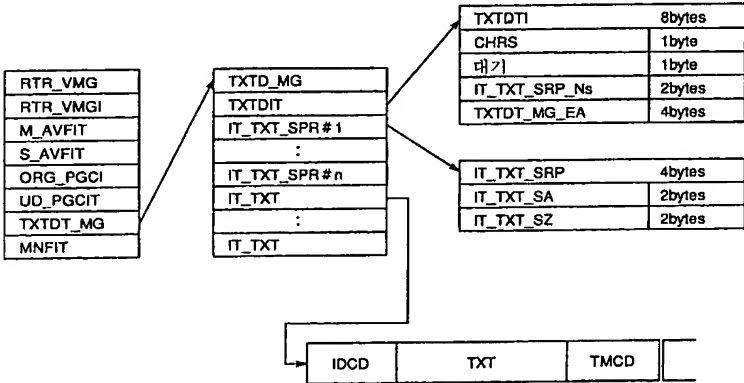 RTR_VMG
RTR_VMGI
M_AVFIT
S_AVFIT
ORG_PGCI
UD_PGCIT
TXTDT_MG
MNFIT
TXTD_MG
TXTDIT
IT_TXT_SPR#1
:
IT_TXT_SPR#n
IT_TXT
:
IT_TXT
TXTDTI 8bytes
CHRS 1byte
대기 1byte
IT_TXT_SRP_Ns 2bytes
TXTDT_MG_EA 4bytes
IT_TXT_SRP 4bytes
IT_TXT_SA 2bytes
IT_TXT_SZ 2bytes
IDCD TXT TMCD